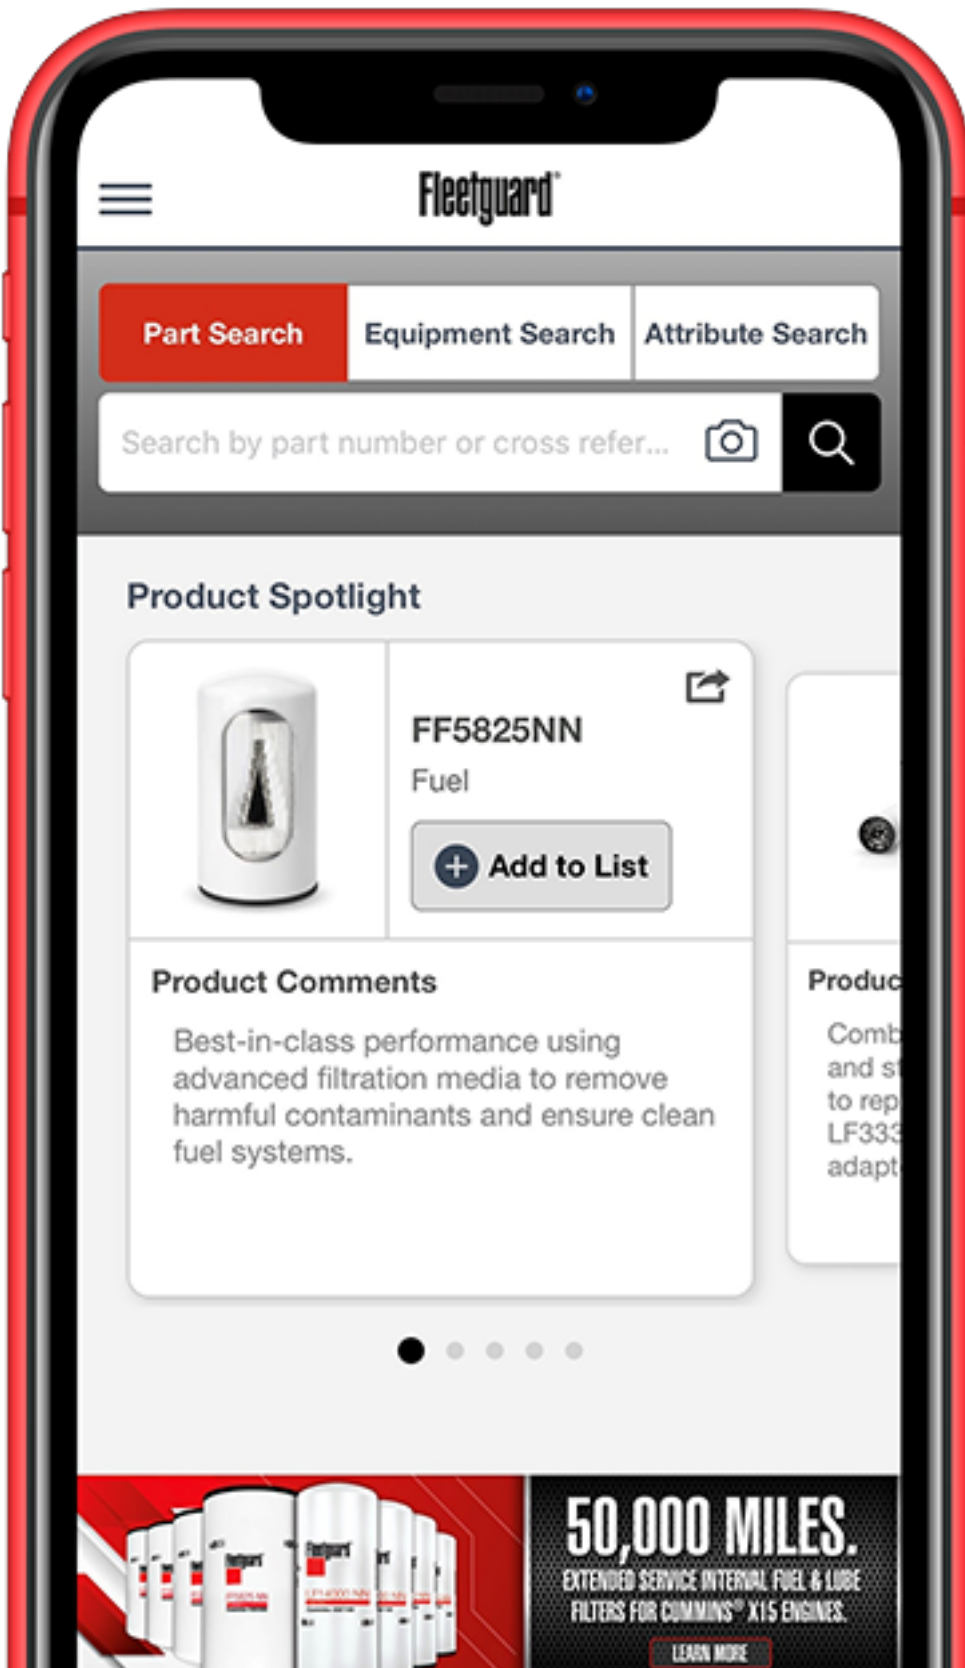 Fleetguard®
Part Search
Equipment Search
Attribute Search
Search by part number or cross refer...
Product Spotlight
FF5825NN
Fuel
Add to List
Product Comments
Best-in-class performance using
advanced filtration media to remove
harmful contaminants and ensure clean
fuel systems.
Produc
Comb
and st
to rep
LF333
adapt
Fleetguard
Fleetguard
50,000 MILES.
EXTENDED SERVICE INTERVAL FUEL & LUBE
FILTERS FOR CUMMINS® X15 ENGINES.
LEARN MORE